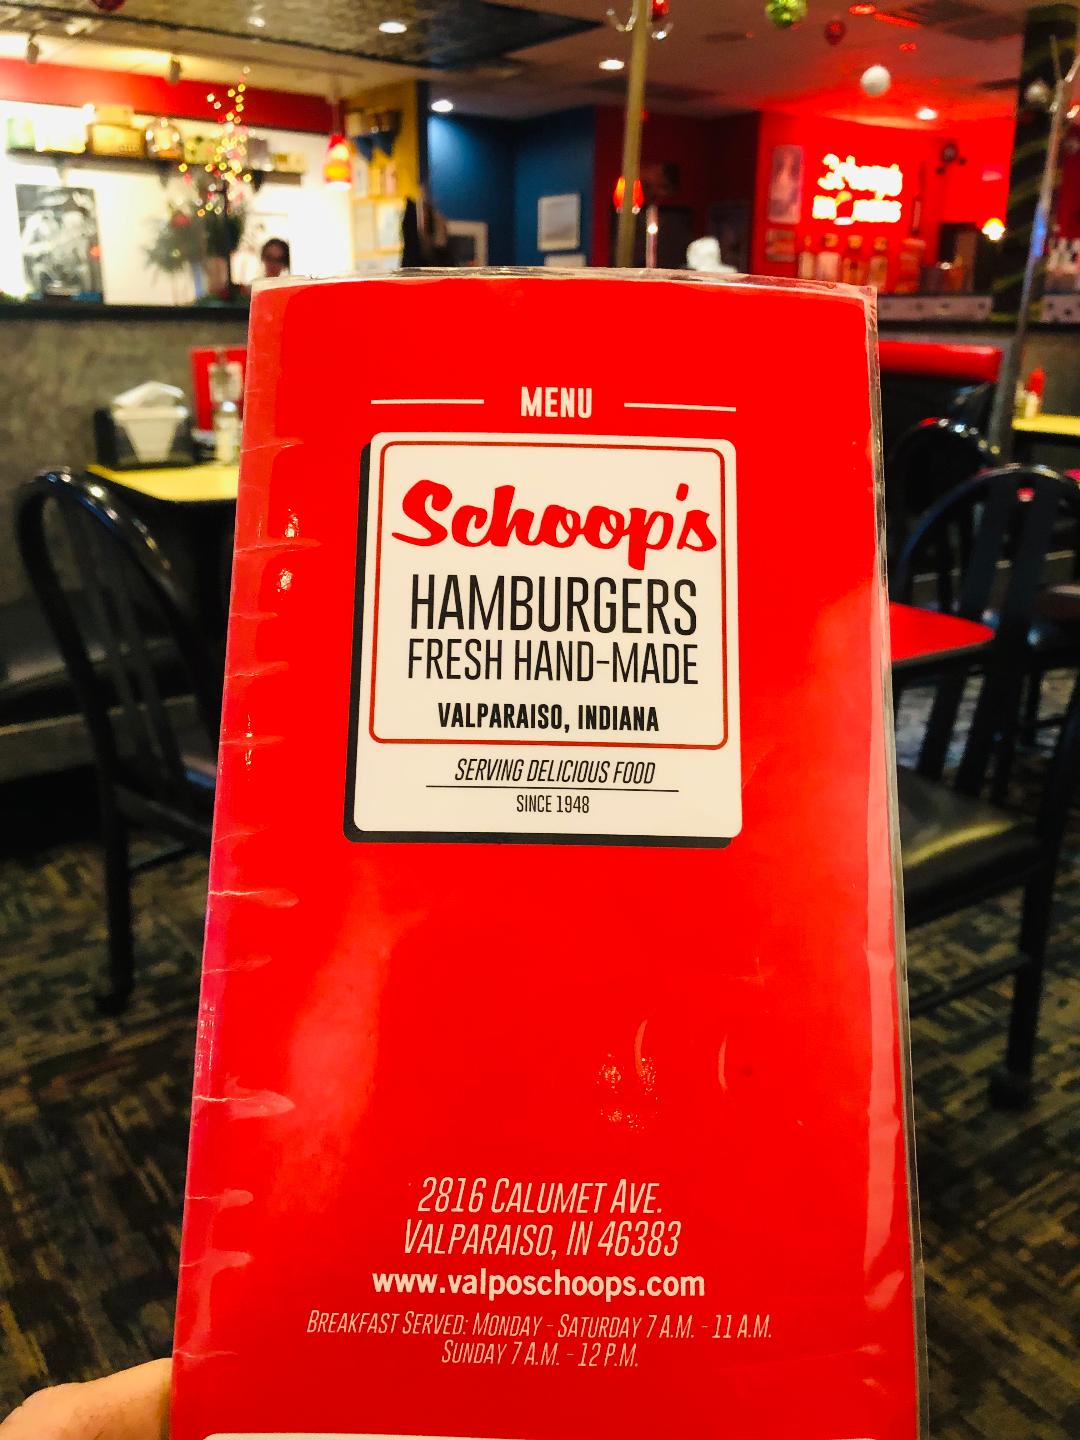 MENU
Schoop's
HAMBURGERS
FRESH HAND-MADE
VALPARAISO, INDIANA
SERVING DELICIOUS FOOD
SINCE 1948
2816 CALUMET AVE.
VALPARAISO, IN 46383
www.valposchoops.com
BREAKFAST SERVED: MONDAY - SATURDAY 7 A.M. - 11 A.M.
SUNDAY 7 A.M. - 12 P.M.